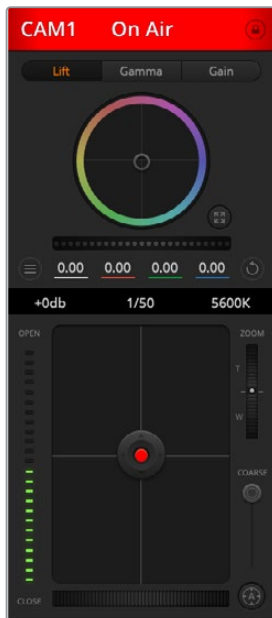 CAM1 On Air
Lift Gamma Gain
0.00 0.00 0.00 0.00
+0db 1/50 5600K
OPEN ZOOM
T
W
COARSE
A
CLOSE